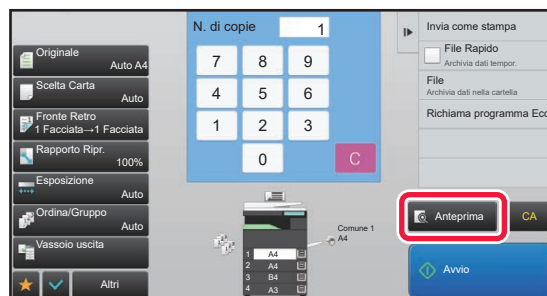 Originale
Auto A4
Scelta Carta
Auto
Fronte Retro
1 Facciata→1 Facciata
Rapporto Ripr.
100%
Esposizione
Auto
Ordina/Gruppo
Auto
Vassoio uscita
Altri
N. di copie 1
7 8 9
4 5 6
1 2 3
0 C
Comune 1
A4
1 A4
2 A4
3 B4
4 A3
Invia come stampa
File Rapido
Archivia dati tempor.
File
Archivia dati nella cartella
Richiama programma Eco
Anteprima
CA
Avvio